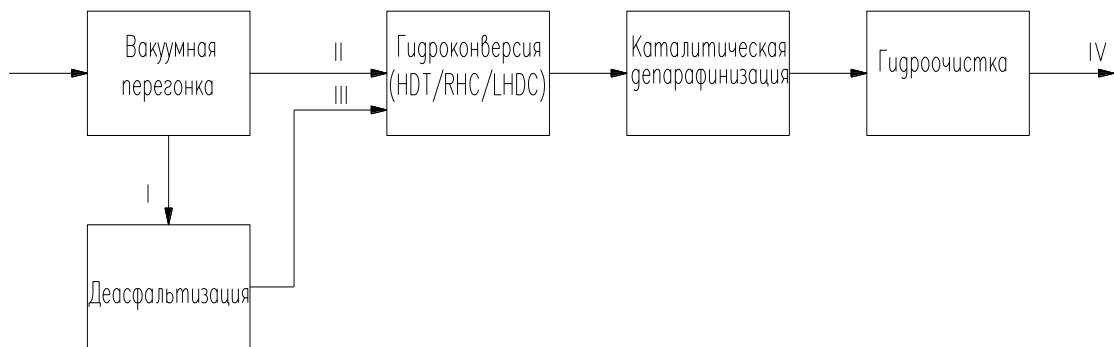 Вакуумная
перегонка
II
III
Гидроконверсия
(HDT/RHC/LHDC)
Каталитическая
депарафинизация
Гидроочистка
IV
I
Деасфальтизация